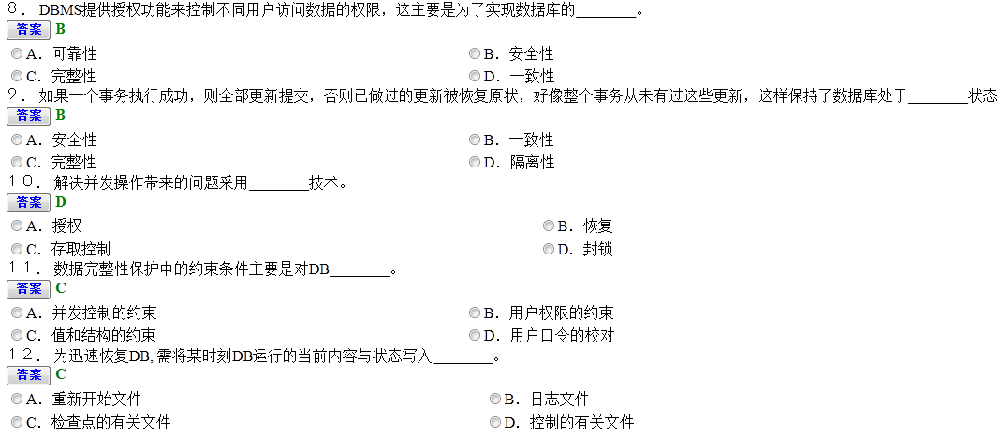 ８． DBMS提供授权功能来控制不同用户访问数据的权限，这主要是为了实现数据库的________。
答案 B
A．可靠性 B．安全性
C．完整性 D．一致性
９．如果一个事务执行成功，则全部更新提交，否则已做过的更新被恢复原状，好像整个事务从未有过这些更新，这样保持了数据库处于________状态
答案 B
A．安全性 B．一致性
C．完整性 D．隔离性
１０． 解决并发操作带来的问题采用________技术。
答案 D
A．授权 B．恢复
C．存取控制 D．封锁
１１． 数据完整性保护中的约束条件主要是对DB________。
答案 C
A．并发控制的约束 B．用户权限的约束
C．值和结构的约束 D．用户口令的校对
１２． 为迅速恢复DB,需将某时刻DB运行的当前内容与状态写入________。
答案 C
A．重新开始文件 B．日志文件
C．检查点的有关文件 D．控制的有关文件